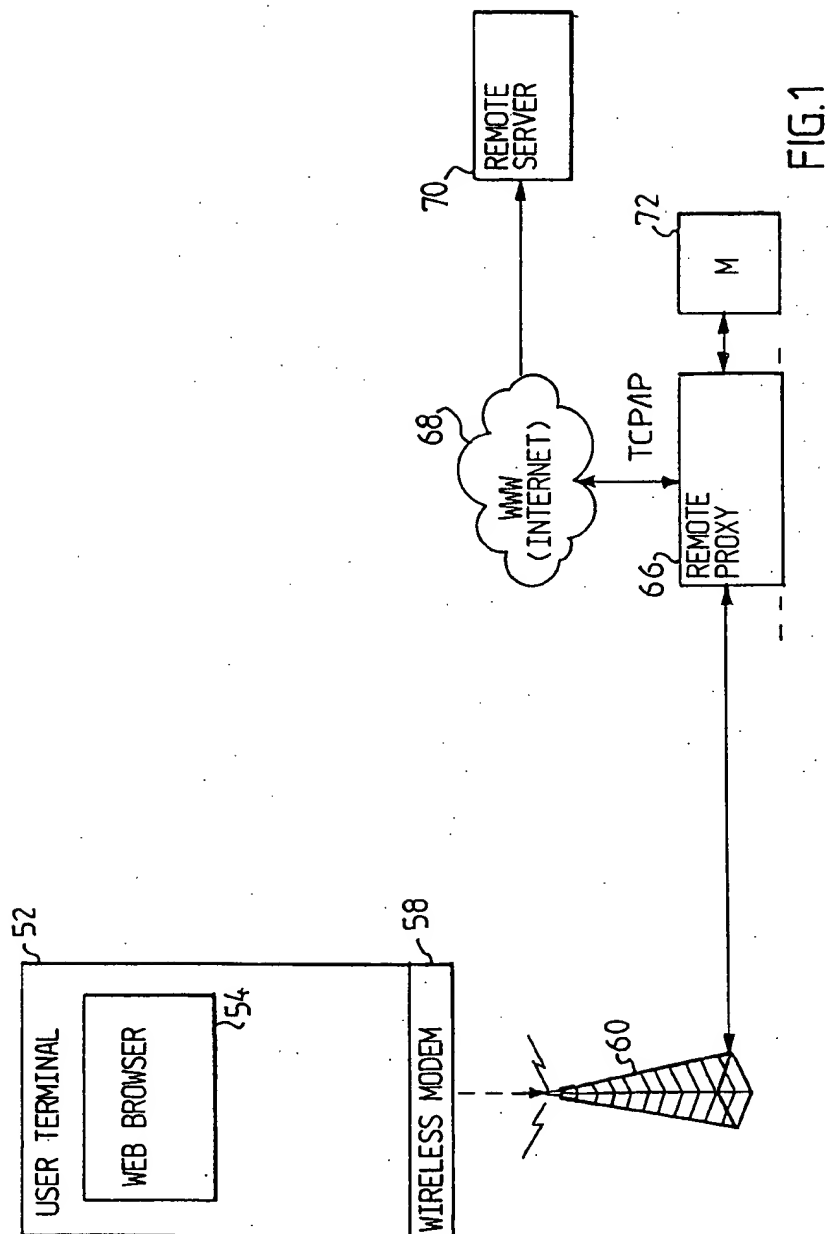 52
USER TERMINAL
WEB BROWSER
54
58
WIRELESS MODEM
60
70
REMOTE
SERVER
68
WWW
(INTERNET)
TCP/IP
66
REMOTE
PROXY
72
M
FIG.1